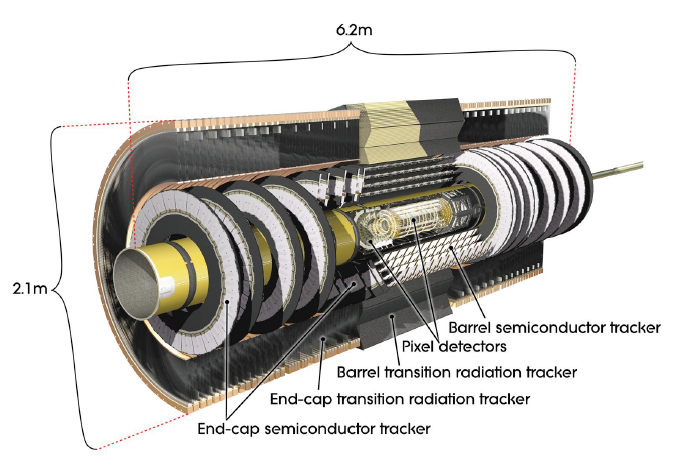 6.2m
2.1m
Barrel semiconductor tracker
Pixel detectors
Barrel transition radiation tracker
End-cap transition radiation tracker
End-cap semiconductor tracker